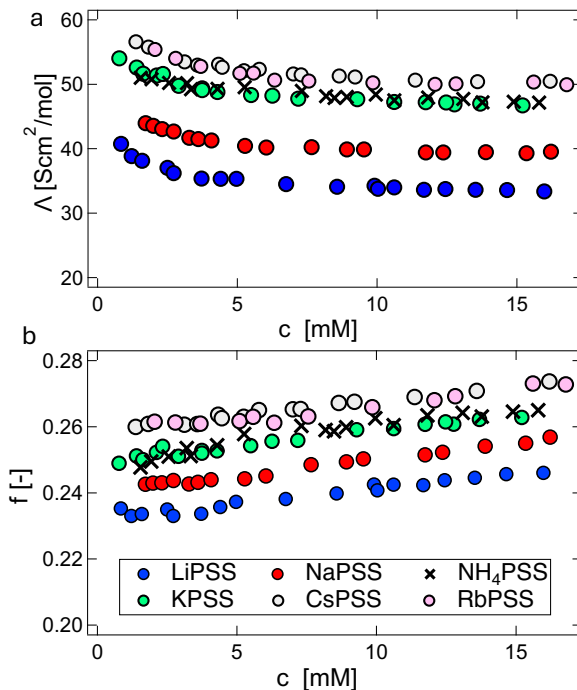 a
60
50
40
30
20
Λ [Scm²/mol]
0 5 10 15
c [mM]
b
0.28
0.26
0.24
0.22
0.20
f [-]
LiPSS NaPSS NH₄PSS
KPSS CsPSS RbPSS
0 5 10 15
c [mM]